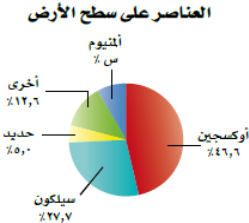 العناصر على سطح الأرض
ألمنيوم
س ٪
أخرى
١٢,٦٪
أوكسجين
٤٦,٦٪
حديد
٥,٠٪
سيلكون
٢٧,٧٪